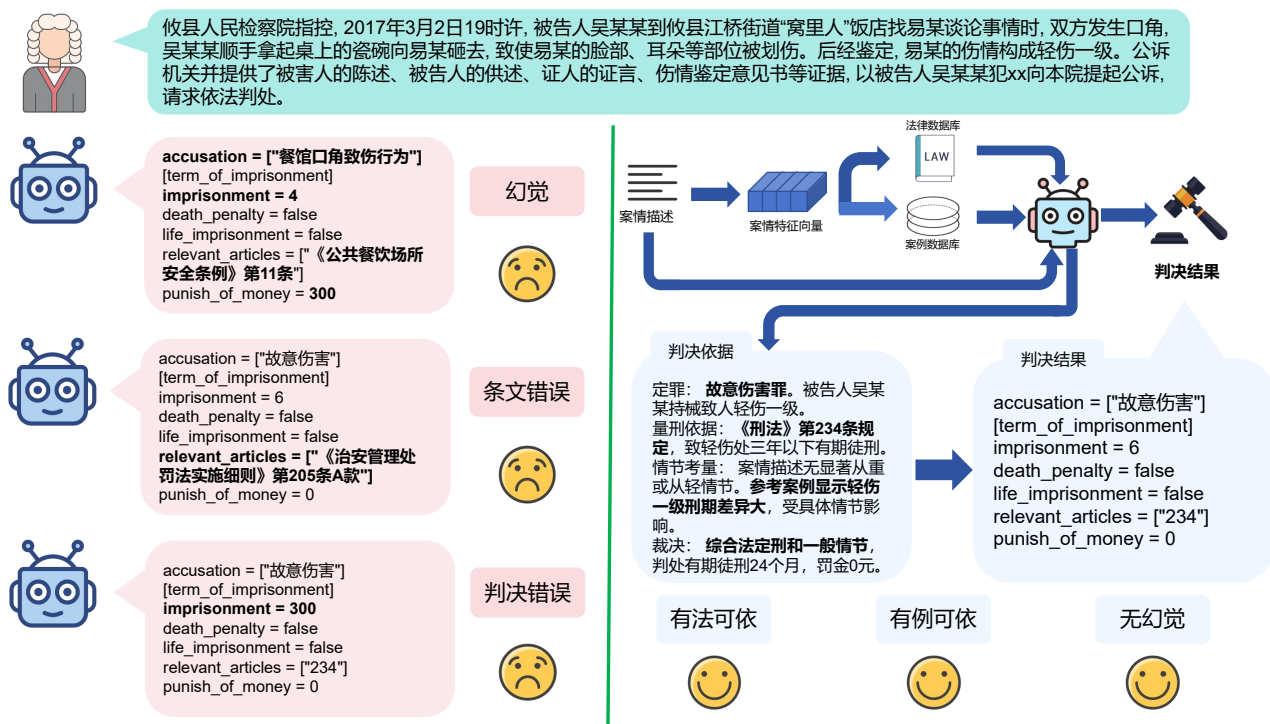 攸县人民检察院指控, 2017年3月2日19时许, 被告人吴某某到攸县江桥街道“窝里人”饭店找易某谈论事情时, 双方发生口角,
吴某某顺手拿起桌上的瓷碗向易某砸去, 致使易某的脸部、耳朵等部位被划伤。后经鉴定, 易某的伤情构成轻伤一级。公诉
机关并提供了被害人的陈述、被告人的供述、证人的证言、伤情鉴定意见书等证据, 以被告人吴某某犯xx向本院提起公诉,
请求依法判处。
accusation = ["餐馆口角致伤行为"]
[term_of_imprisonment]
imprisonment = 4
death_penalty = false
life_imprisonment = false
relevant_articles = ["《公共餐饮场所
安全条例》第11条"]
punish_of_money = 300
幻觉
accusation = ["故意伤害"]
[term_of_imprisonment]
imprisonment = 6
death_penalty = false
life_imprisonment = false
relevant_articles = ["《治安管理处
罚法实施细则》第205条A款"]
punish_of_money = 0
条文错误
accusation = ["故意伤害"]
[term_of_imprisonment]
imprisonment = 300
death_penalty = false
life_imprisonment = false
relevant_articles = ["234"]
punish_of_money = 0
判决错误
案情描述
案情特征向量
法律数据库
LAW
案例数据库
判决结果
判决依据
定罪： 故意伤害罪。被告人吴某
某持械致人轻伤一级。
量刑依据： 《刑法》第234条规
定，致轻伤处三年以下有期徒刑。
情节考量： 案情描述无显著从重
或从轻情节。参考案例显示轻伤
一级刑期差异大，受具体情节影
响。
裁决： 综合法定刑和一般情节，
判处有期徒刑24个月，罚金0元。
判决结果
accusation = ["故意伤害"]
[term_of_imprisonment]
imprisonment = 6
death_penalty = false
life_imprisonment = false
relevant_articles = ["234"]
punish_of_money = 0
有法可依
有例可依
无幻觉